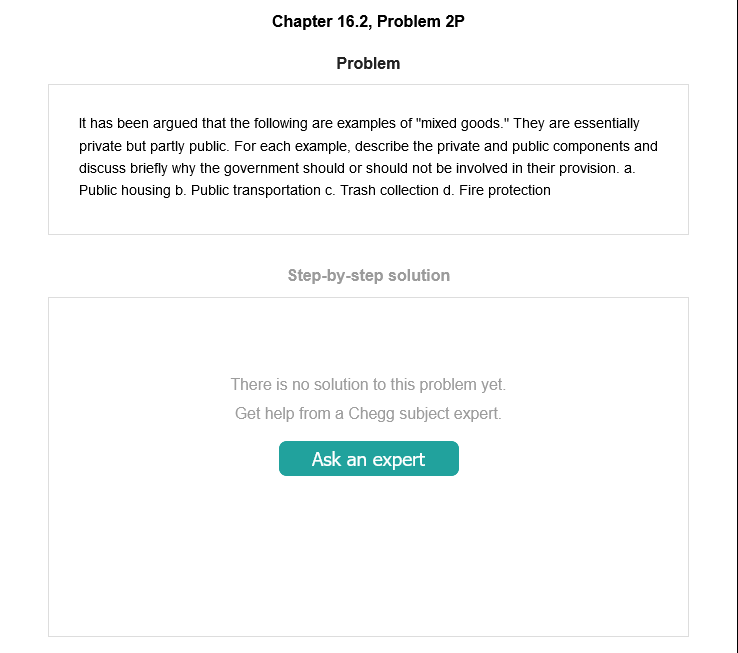 Chapter 16.2, Problem 2P
Problem
It has been argued that the following are examples of "mixed goods." They are essentially
private but partly public. For each example, describe the private and public components and
discuss briefly why the government should or should not be involved in their provision. a.
Public housing b. Public transportation c. Trash collection d. Fire protection
Step-by-step solution
There is no solution to this problem yet.
Get help from a Chegg subject expert.
Ask an expert